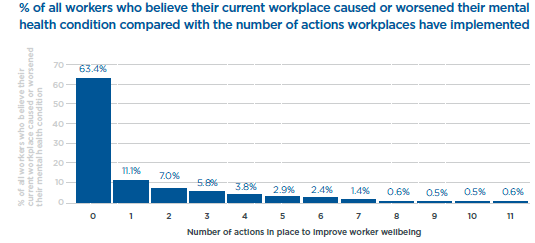 % of all workers who believe their current workplace caused or worsened their mental
health condition compared with the number of actions workplaces have implemented
% of all workers who believe their
current workplace caused or worsened
their mental health condition
70
60
50
40
30
20
10
0
63.4%
11.1%
7.0%
5.8%
3.8%
2.9%
2.4%
1.4%
0.6%
0.5%
0.5%
0.6%
0 1 2 3 4 5 6 7 8 9 10 11
Number of actions in place to improve worker wellbeing